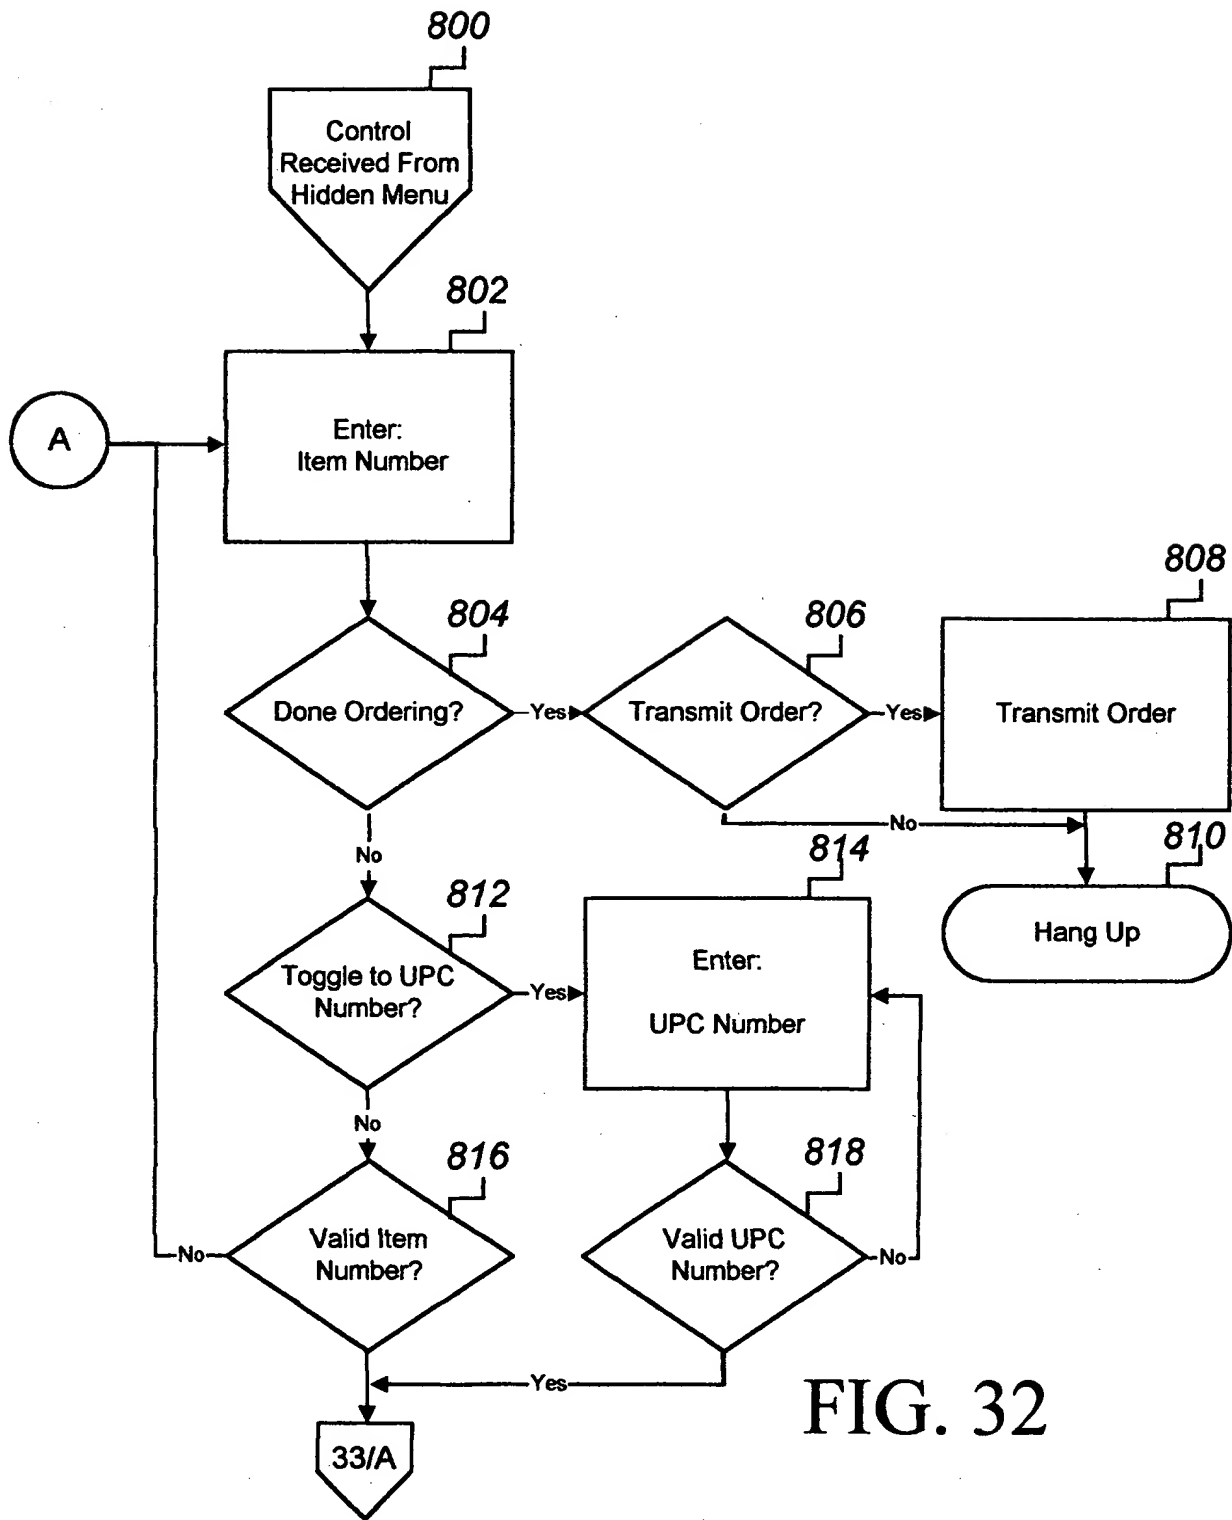 800
Control
Received From
Hidden Menu
802
A
Enter:
Item Number
808
804
806
Done Ordering?
Yes
Transmit Order?
Yes
Transmit Order
No
810
No
814
812
Hang Up
Toggle to UPC
Number?
Yes
Enter:
UPC Number
No
816
818
No
Valid Item
Number?
Valid UPC
Number?
No
Yes
33/A
FIG. 32